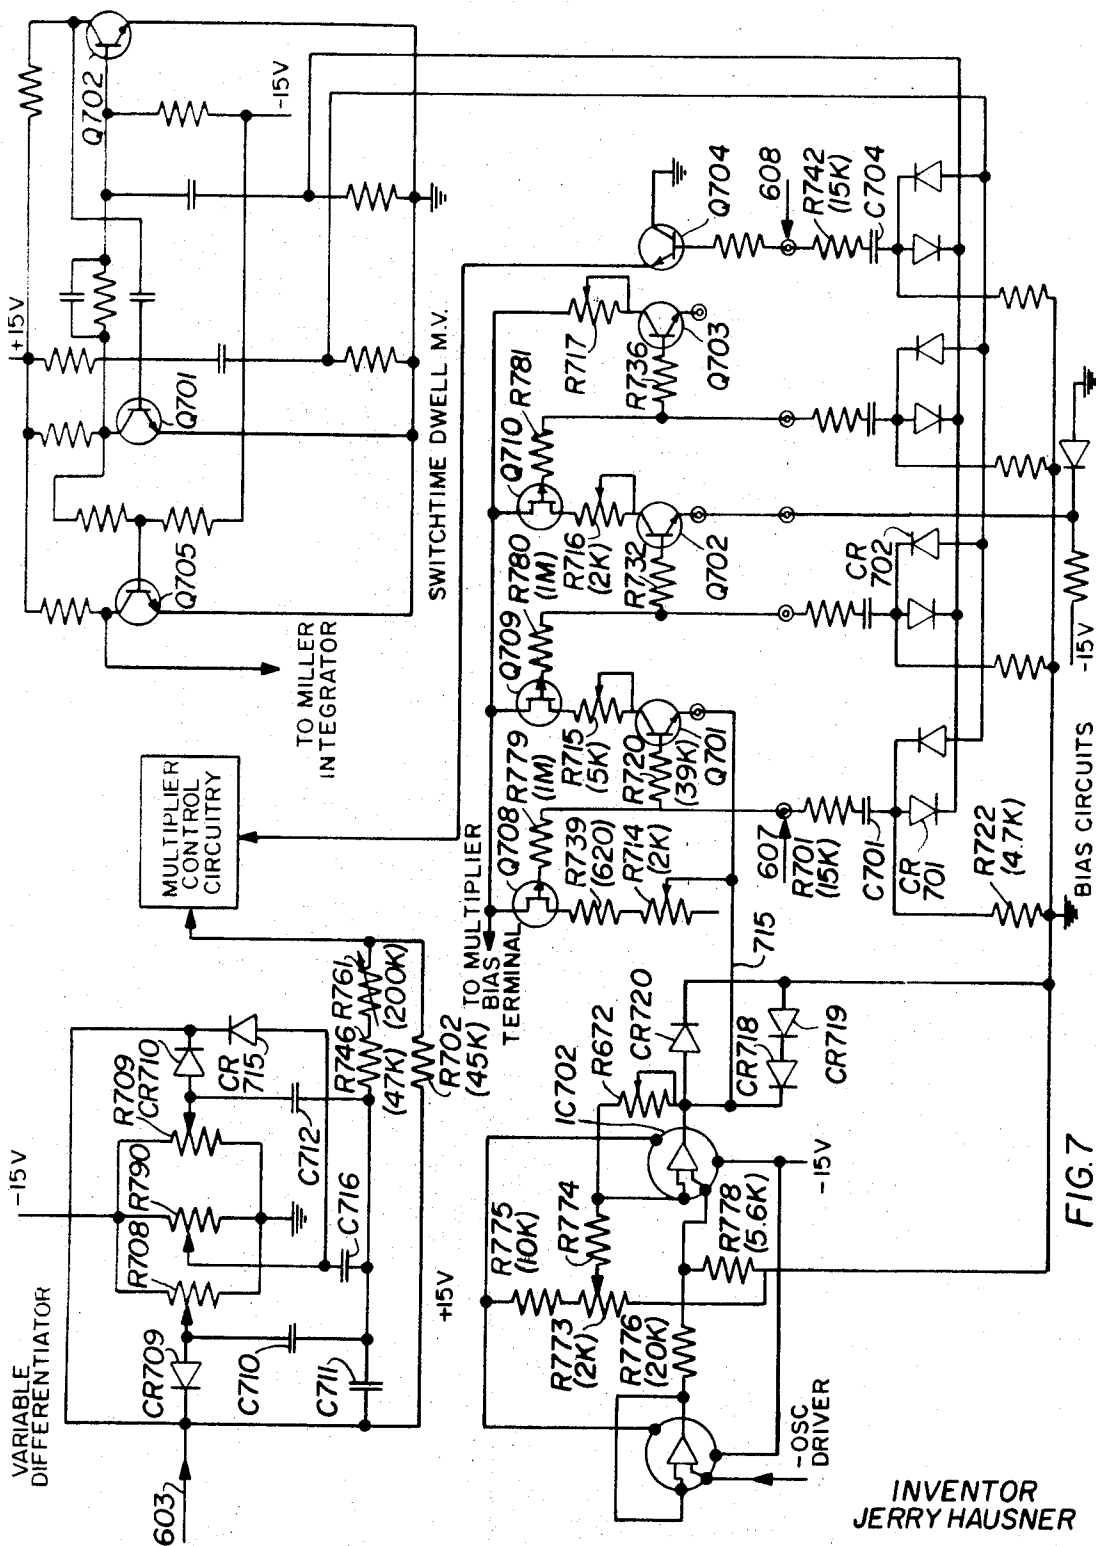 VARIABLE
DIFFERENTIATOR
603
-15V
CR709
R708
R790
R709
CR710
CR
715
C710
C711
C712
C716
R746
(47K)
R761
(200K)
R702
(45K)
+15V
MULTIPLIER
CONTROL
CIRCUITRY
TO MILLER
INTEGRATOR
Q705
Q701
Q702
+15V
-15V
SWITCHTIME DWELL M.V.
TO MULTIPLIER
BIAS
TERMINAL
Q708
R779
(1M)
Q709
R780
(1M)
Q710
R781
R739
(620)
R714
(2K)
R715
(5K)
R720
(39K)
Q701
R716
(2K)
R732
Q702
R717
R736
Q703
Q704
607
R701
(15K)
C701
CR
701
R722
(4.7K)
CR
702
608
R742
(15K)
C704
-15V
BIAS CIRCUITS
715
R775
(10K)
R774
R773
(2K)
R776
(20K)
R778
(5.6K)
IC702
R672
CR720
CR718
CR719
-15V
-OSC
DRIVER
FIG.7
INVENTOR
JERRY HAUSNER